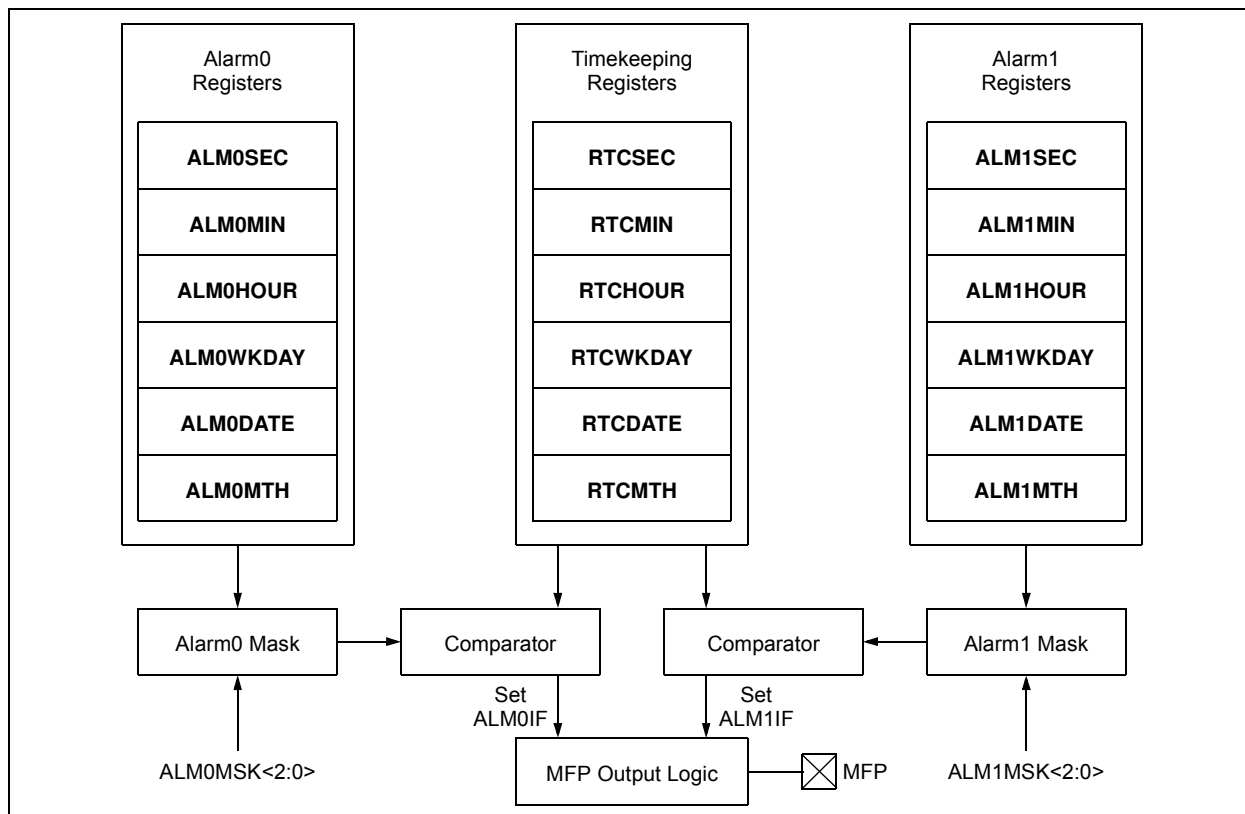 Alarm0
Registers
ALM0SEC
ALM0MIN
ALM0HOUR
ALM0WKDAY
ALM0DATE
ALM0MTH
Timekeeping
Registers
RTCSEC
RTCMIN
RTCHOUR
RTCWKDAY
RTCDATE
RTCMTH
Alarm1
Registers
ALM1SEC
ALM1MIN
ALM1HOUR
ALM1WKDAY
ALM1DATE
ALM1MTH
Alarm0 Mask
Comparator
Comparator
Alarm1 Mask
Set
ALM0IF
Set
ALM1IF
ALM0MSK<2:0>
MFP Output Logic
MFP
ALM1MSK<2:0>